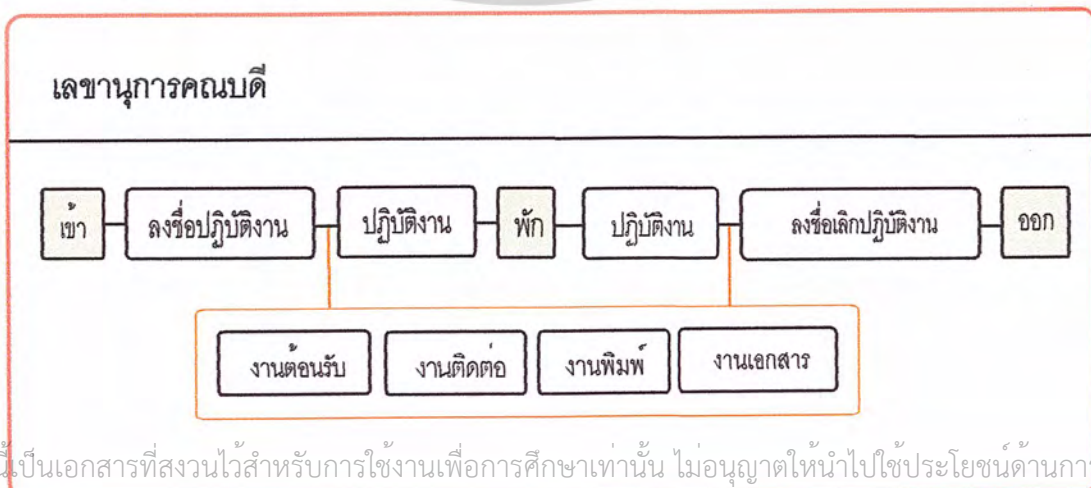 เลขานุการคณบดี
เข้า ลงชื่อปฏิบัติงาน ปฏิบัติงาน พัก ปฏิบัติงาน ลงชื่อเลิกปฏิบัติงาน ออก
งานต้อนรับ งานติดต่อ งานพิมพ์ งานเอกสาร
นี้เป็นเอกสารที่สงวนไว้สำหรับการใช้งานเพื่อการศึกษาเท่านั้น ไม่อนุญาตให้นำไปใช้ประโยชน์ด้านการ